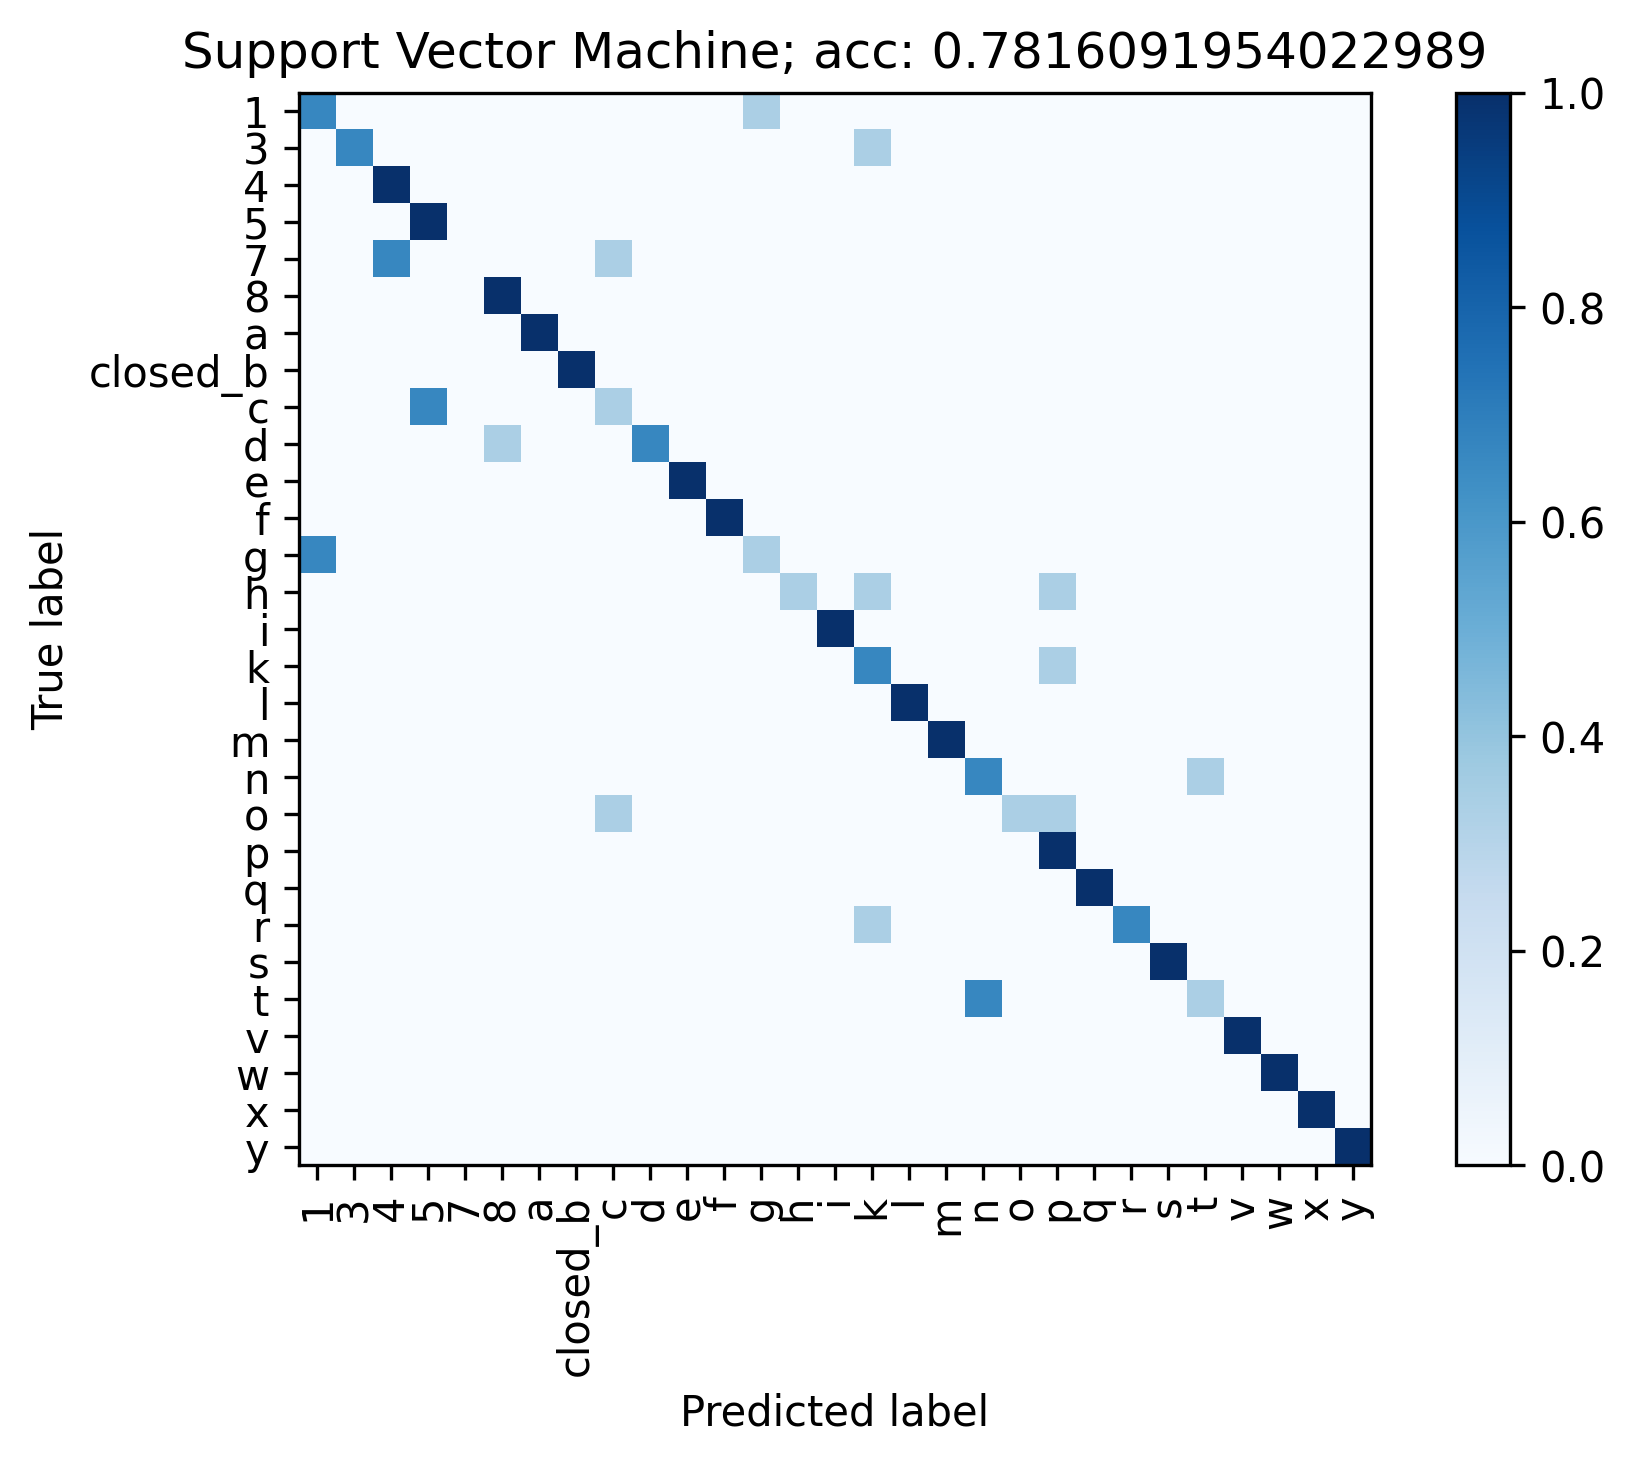 Support Vector Machine; acc: 0.7816091954022989
True label
1
3
4
5
7
8
a
closed_b
c
d
e
f
g
h
i
k
l
m
n
o
p
q
r
s
t
v
w
x
y
1 3 4 5 7 8 a closed_b c d e f g h i k l m n o p q r s t v w x y
Predicted label
1.0
0.8
0.6
0.4
0.2
0.0